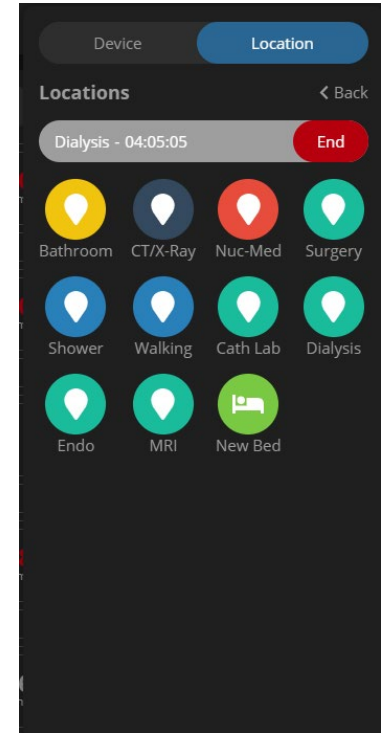 Device Location
Locations Back
Dialysis - 04:05:05 End
Bathroom CT/X-Ray Nuc-Med Surgery
Shower Walking Cath Lab Dialysis
Endo MRI New Bed